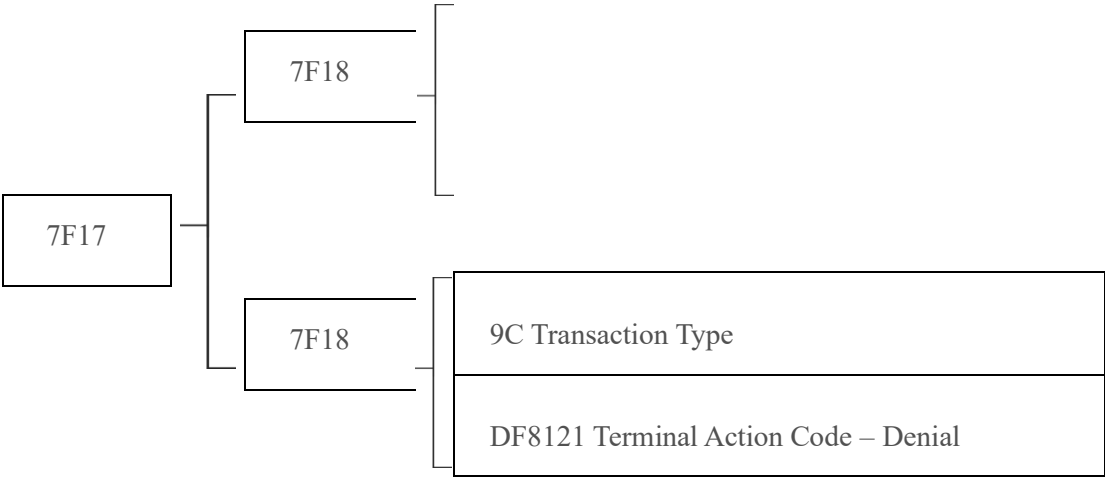 7F18
7F17
7F18
9C Transaction Type
DF8121 Terminal Action Code – Denial